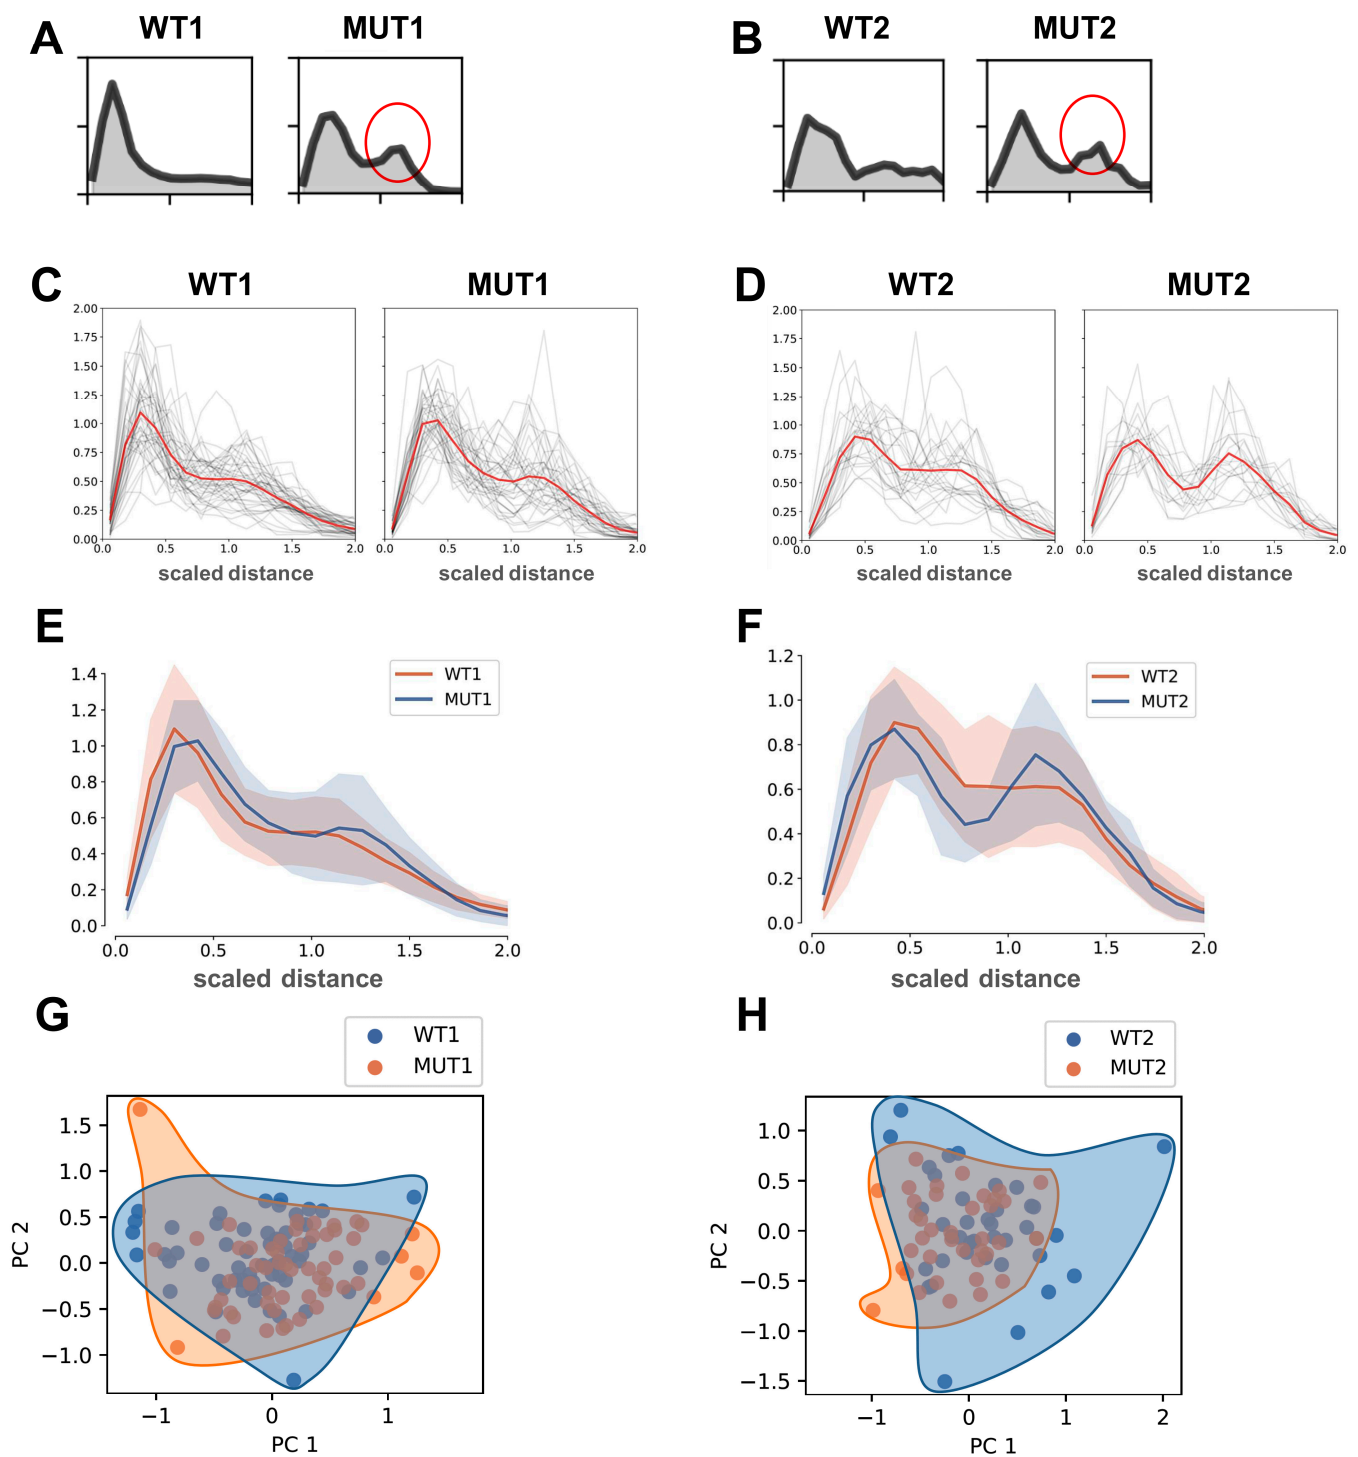 A WT1 MUT1
B WT2 MUT2
C WT1 MUT1
2.00
1.75
1.50
1.25
1.00
0.75
0.50
0.25
0.00
0.0 0.5 1.0 1.5 2.0
0.0 0.5 1.0 1.5 2.0
scaled distance scaled distance
D WT2 MUT2
2.00
1.75
1.50
1.25
1.00
0.75
0.50
0.25
0.00
0.0 0.5 1.0 1.5 2.0
0.0 0.5 1.0 1.5 2.0
scaled distance scaled distance
E
WT1
MUT1
1.4
1.2
1.0
0.8
0.6
0.4
0.2
0.0
0.0 0.5 1.0 1.5 2.0
scaled distance
F
WT2
MUT2
1.2
1.0
0.8
0.6
0.4
0.2
0.0
0.0 0.5 1.0 1.5 2.0
scaled distance
G
WT1
MUT1
PC 2
1.5
1.0
0.5
0.0
−0.5
−1.0
−1 0 1
PC 1
H
WT2
MUT2
PC 2
1.0
0.5
0.0
−0.5
−1.0
−1.5
−1 0 1 2
PC 1